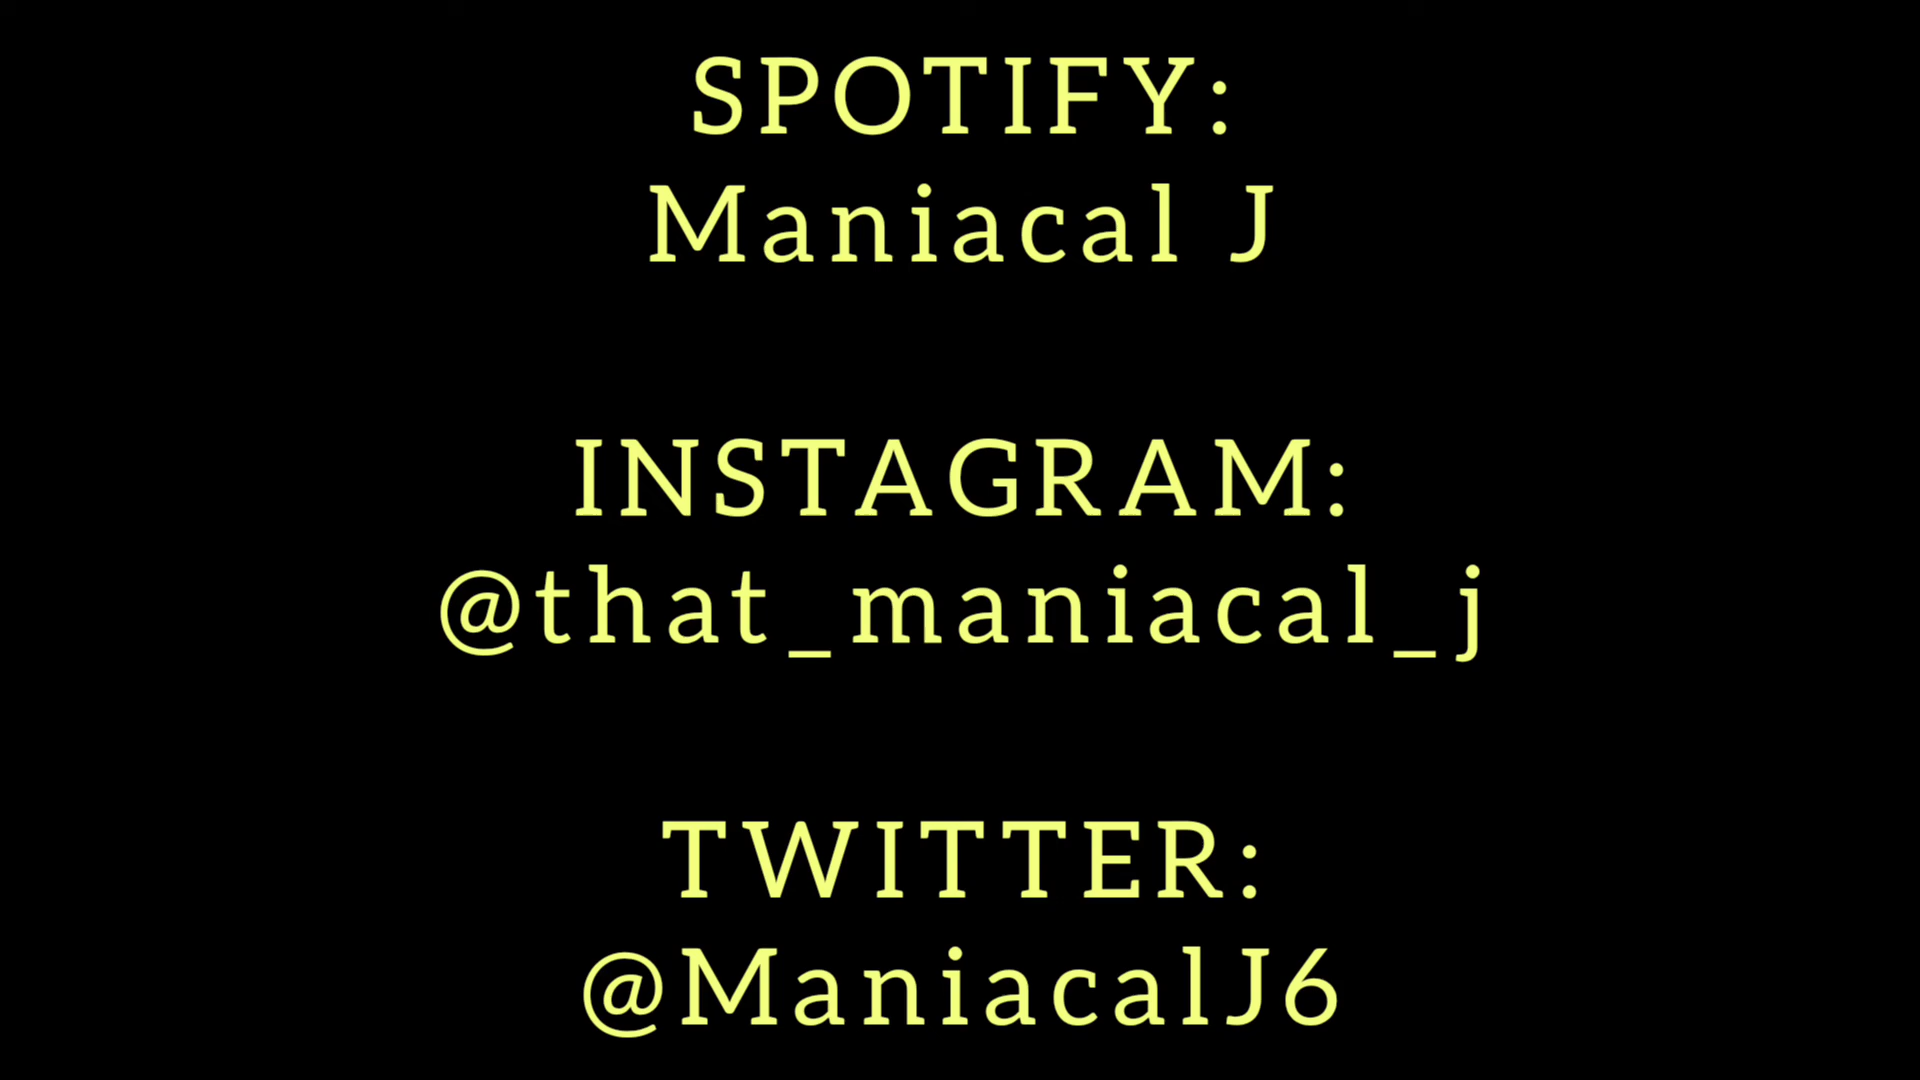 SPOTIFY:
Maniacal J
INSTAGRAM:
@that_maniacal_j
TWITTER:
@ManiacalJ6